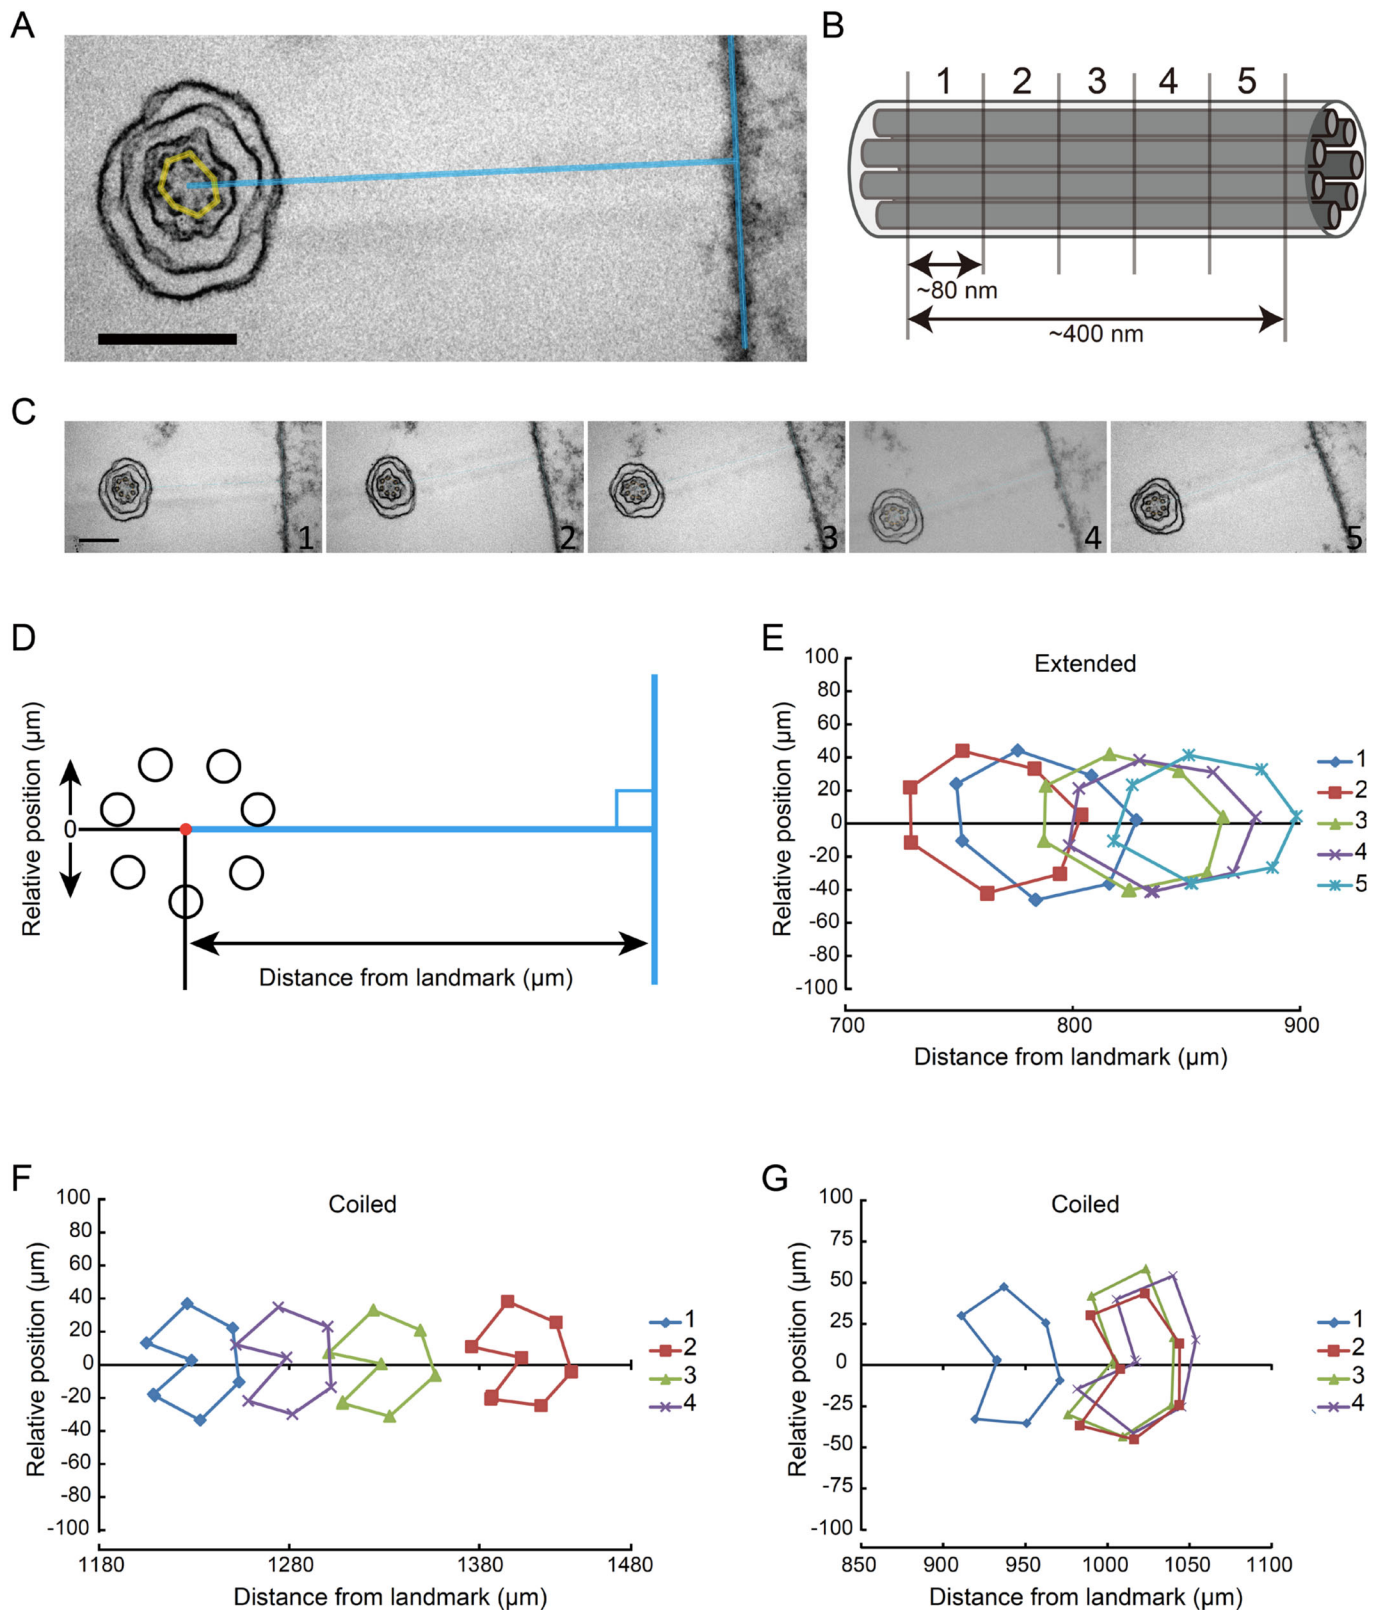 A
B
1 2 3 4 5
~80 nm
~400 nm
C
1 2 3 4 5
D
Relative position (µm)
0
Distance from landmark (µm)
E
Extended
Relative position (µm)
100
80
60
40
20
0
-20
-40
-60
-80
-100
700 800 900
Distance from landmark (µm)
1
2
3
4
5
F
Coiled
Relative position (µm)
100
80
60
40
20
0
-20
-40
-60
-80
-100
1180 1280 1380 1480
Distance from landmark (µm)
1
2
3
4
G
Coiled
Relative position (µm)
100
75
50
25
0
-25
-50
-75
-100
850 900 950 1000 1050 1100
Distance from landmark (µm)
1
2
3
4